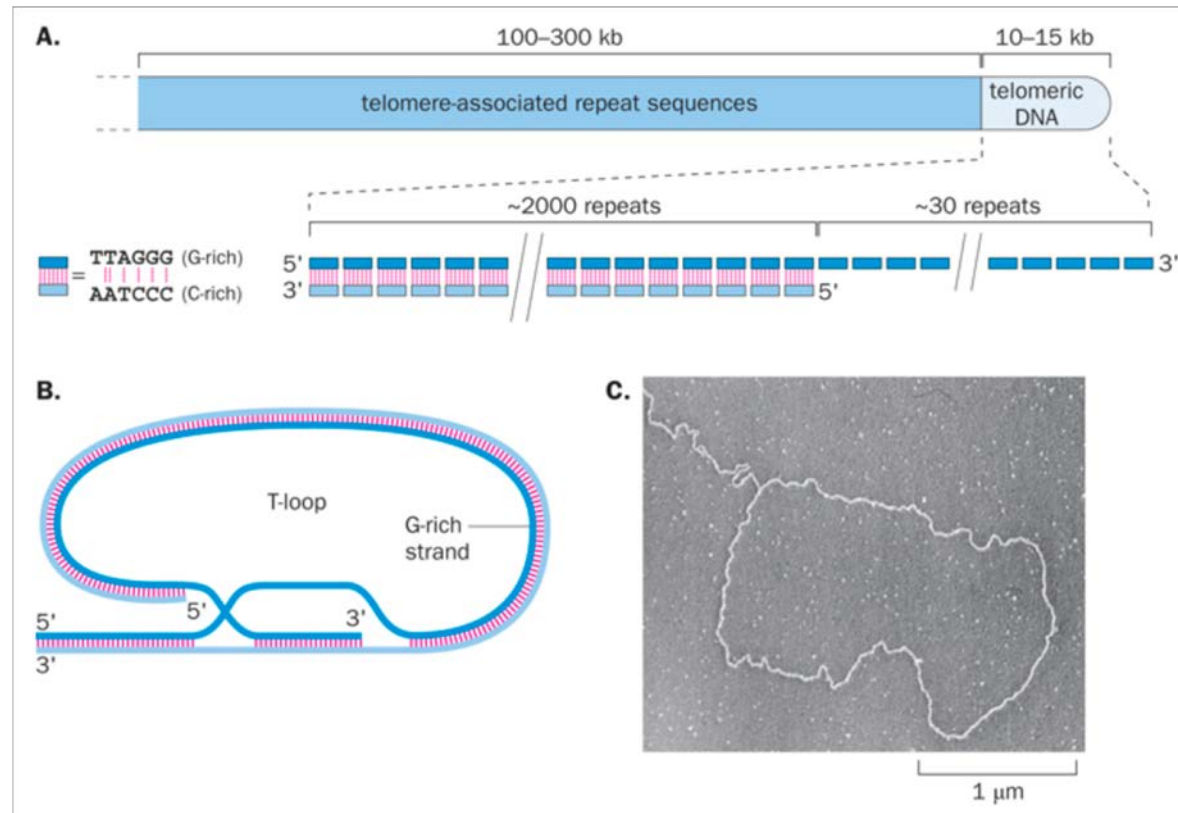 A.
100–300 kb
10–15 kb
telomere-associated repeat sequences
telomeric
DNA
~2000 repeats
~30 repeats
= TTAGGG (G-rich)
AATCCC (C-rich)
5'
3'
3'
5'
B.
T-loop
G-rich
strand
5'
3'
5'
3'
C.
1 μm